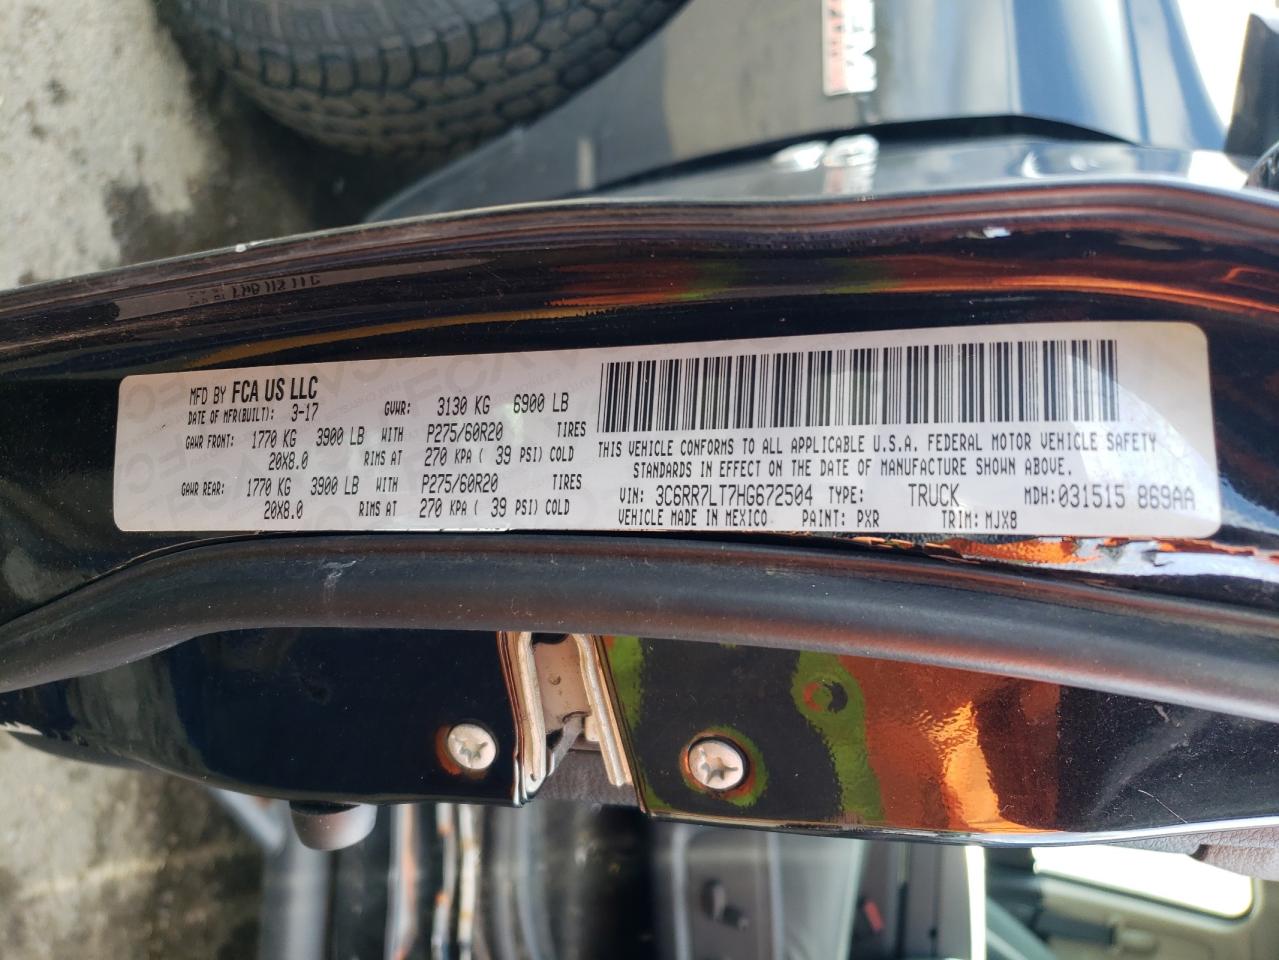 MFD BY FCA US LLC
DATE OF MFR(BUILT): 3-17 GVWR: 3130 KG 6900 LB
GAWR FRONT: 1770 KG 3900 LB WITH P275/60R20 TIRES
20X8.0 RIMS AT 270 KPA ( 39 PSI) COLD
GAWR REAR: 1770 KG 3900 LB WITH P275/60R20 TIRES
20X8.0 RIMS AT 270 KPA ( 39 PSI) COLD
THIS VEHICLE CONFORMS TO ALL APPLICABLE U.S.A. FEDERAL MOTOR VEHICLE SAFETY
STANDARDS IN EFFECT ON THE DATE OF MANUFACTURE SHOWN ABOVE.
VIN: 3C6RR7LT7HG672504 TYPE: TRUCK MDH:031515 869AA
VEHICLE MADE IN MEXICO PAINT: PXR TRIM: MJX8